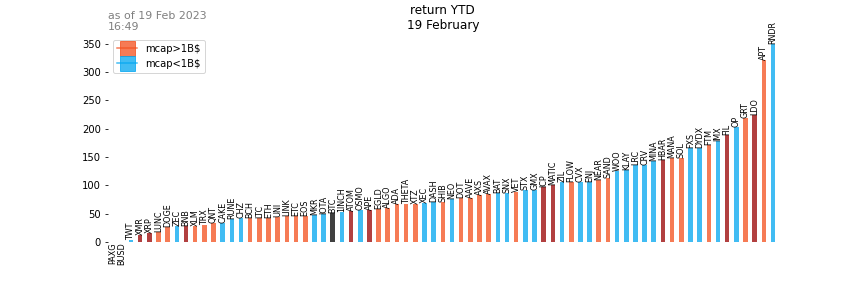 as of 19 Feb 2023
16:49
return YTD
19 February
mcap>1B$
mcap<1B$
350
300
250
200
150
100
50
0
PAXG
BUSD
TWT
XMR
XRP
LUNC
DOGE
ZEC
BNB
XLM
TRX
QNT
CAKE
RUNE
CHZ
BCH
LTC
ETH
UNI
LINK
ETC
EOS
MKR
BTC
1INCH
ATOM
OSMO
APE
EGLD
ALGO
ADA
THETA
XTZ
XEC
DASH
SHIB
NEO
DOT
AAVE
AXS
AVAX
BAT
SNX
VET
STX
GMX
ICP
MATIC
ZIL
FLOW
CVX
ENJ
NEAR
SAND
WOO
KLAY
LRC
CRV
MINA
HBAR
MANA
SOL
FXS
DYDX
FTM
IMX
FIL
OP
GRT
LDO
APT
RNDR